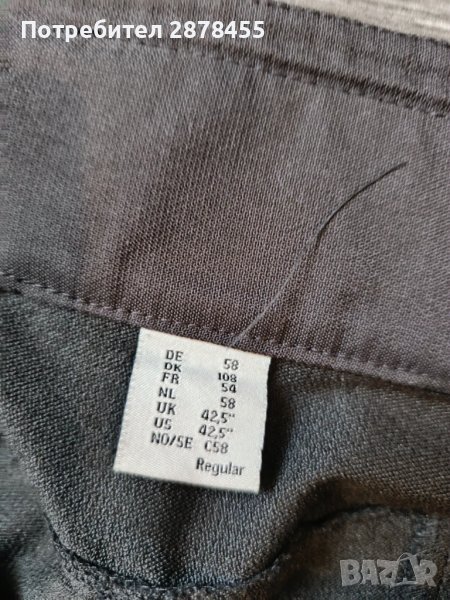 Потребител 2878455
DE 58
DK 108
FR 54
NL 58
UK 42,5"
US 42,5"
NO/SE C58
Regular
BAZAR